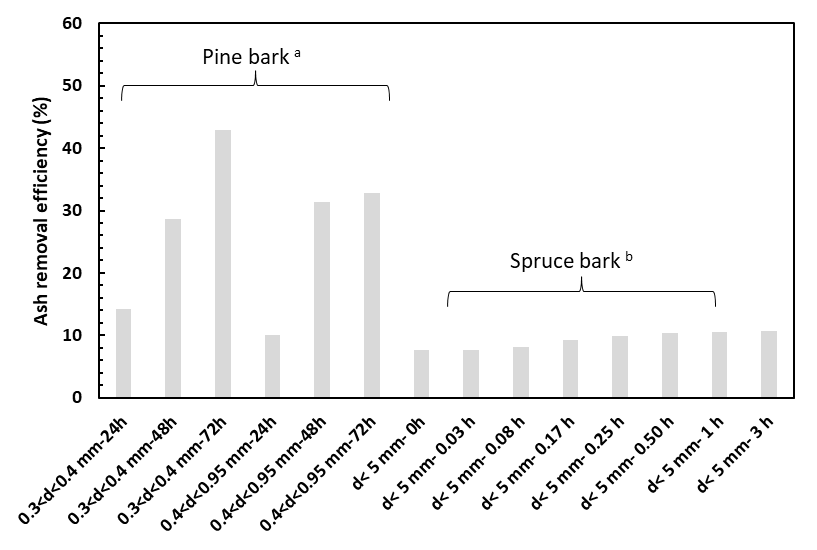 60
Pine bark a
50
40
30
Spruce bark b
20
10
0
Ash removal efficiency (%)
0.3<d<0.4 mm-24h
0.3<d<0.4 mm-48h
0.3<d<0.4 mm-72h
0.4<d<0.95 mm-24h
0.4<d<0.95 mm-48h
0.4<d<0.95 mm-72h
d< 5 mm- 0h
d< 5 mm- 0.03 h
d< 5 mm- 0.08 h
d< 5 mm- 0.17 h
d< 5 mm- 0.25 h
d< 5 mm- 0.50 h
d< 5 mm- 1 h
d< 5 mm- 3 h